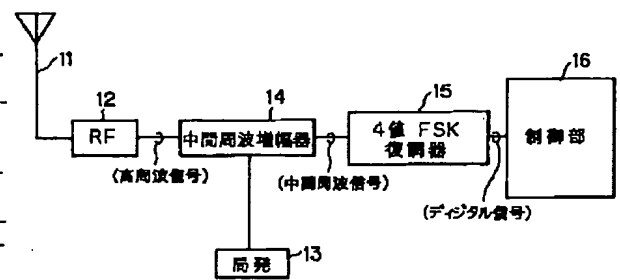 11
12
RF
(高周波信号)
14
中間周波増幅器
(中間周波信号)
13
局発
15
4値 FSK
復調器
(ディジタル信号)
16
制御部